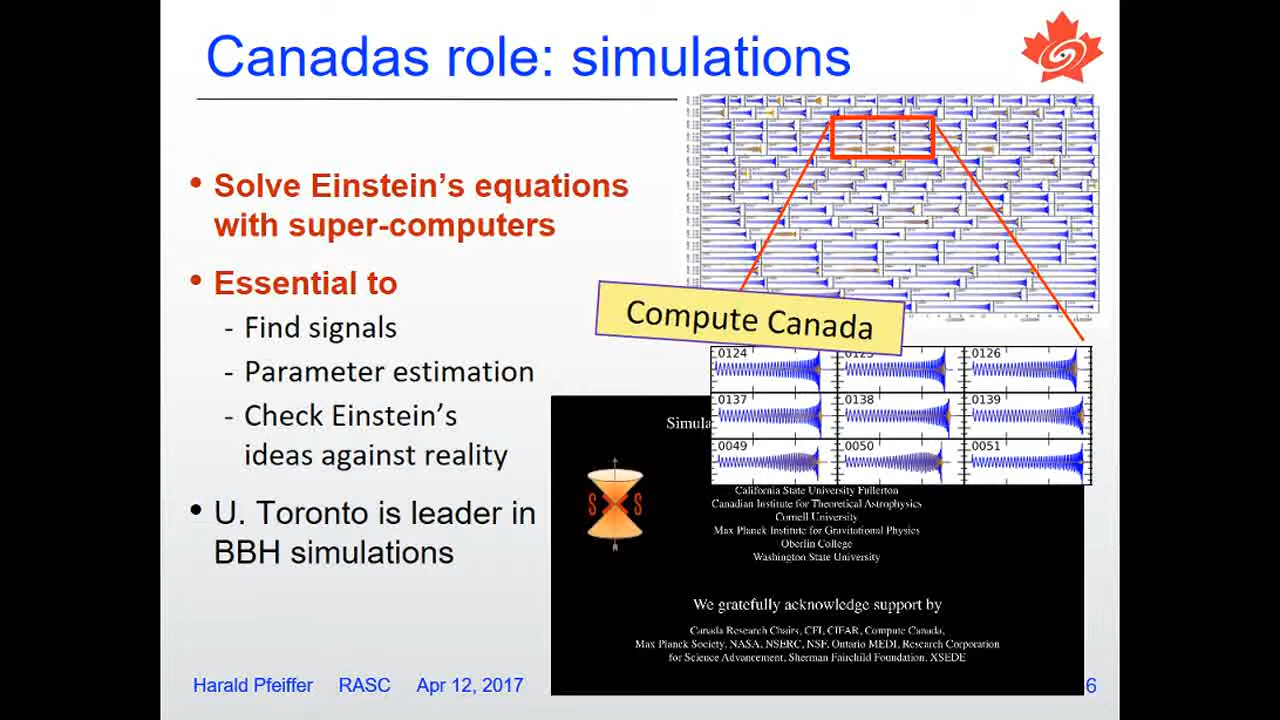 Canadas role: simulations
• Solve Einstein’s equations
with super-computers
• Essential to
- Find signals
- Parameter estimation
- Check Einstein’s
ideas against reality
• U. Toronto is leader in
BBH simulations
Compute Canada
0124
0125
0126
0137
0138
0139
0049
0050
0051
Simula
S X S
California State University Fullerton
Canadian Institute for Theoretical Astrophysics
Cornell University
Max Planck Institute for Gravitational Physics
Oberlin College
Washington State University
We gratefully acknowledge support by
Canada Research Chairs, CFI, CIFAR, Compute Canada,
Max Planck Society, NASA, NSERC, NSF, Ontario MEDI, Research Corporation
for Science Advancement, Sherman Fairchild Foundation, XSEDE
Harald Pfeiffer RASC Apr 12, 2017
6